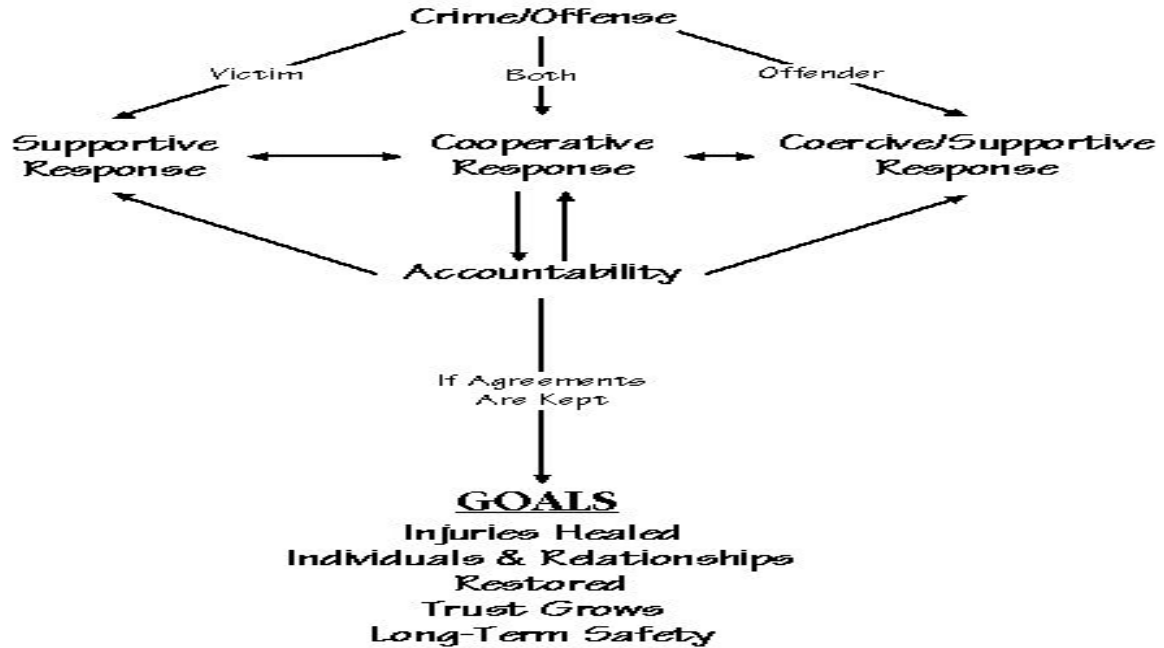 Crime/Offense
Victim
Both
Offender
Supportive
Response
Cooperative
Response
Coercive/Supportive
Response
Accountability
If Agreements
Are Kept
GOALS
Injuries Healed
Individuals & Relationships
Restored
Trust Grows
Long-Term Safety